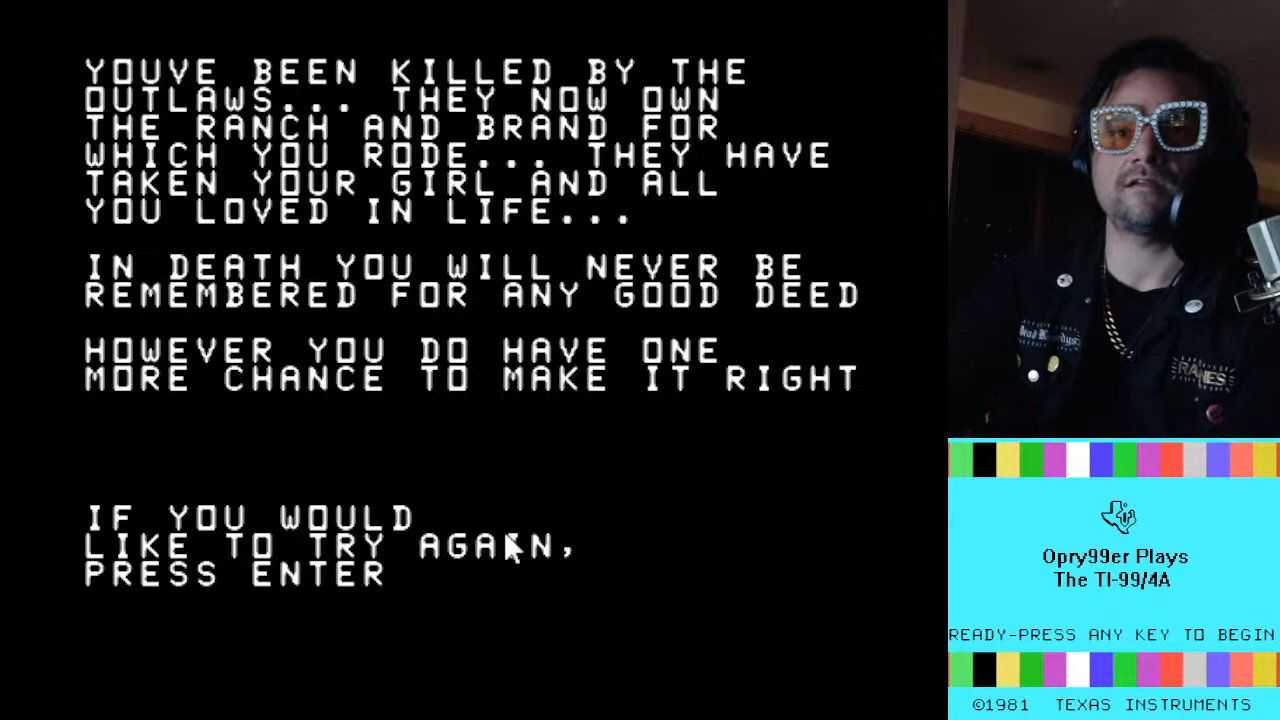 YOUVE BEEN KILLED BY THE
OUTLAWS... THEY NOW OWN
THE RANCH AND BRAND FOR
WHICH YOU RODE... THEY HAVE
TAKEN YOUR GIRL AND ALL
YOU LOVED IN LIFE...
IN DEATH YOU WILL NEVER BE
REMEMBERED FOR ANY GOOD DEED
HOWEVER YOU DO HAVE ONE
MORE CHANCE TO MAKE IT RIGHT
IF YOU WOULD
LIKE TO TRY AGAIN,
PRESS ENTER
Dead Kennedys
Opry99er Plays
The TI-99/4A
READY-PRESS ANY KEY TO BEGIN
©1981 TEXAS INSTRUMENTS